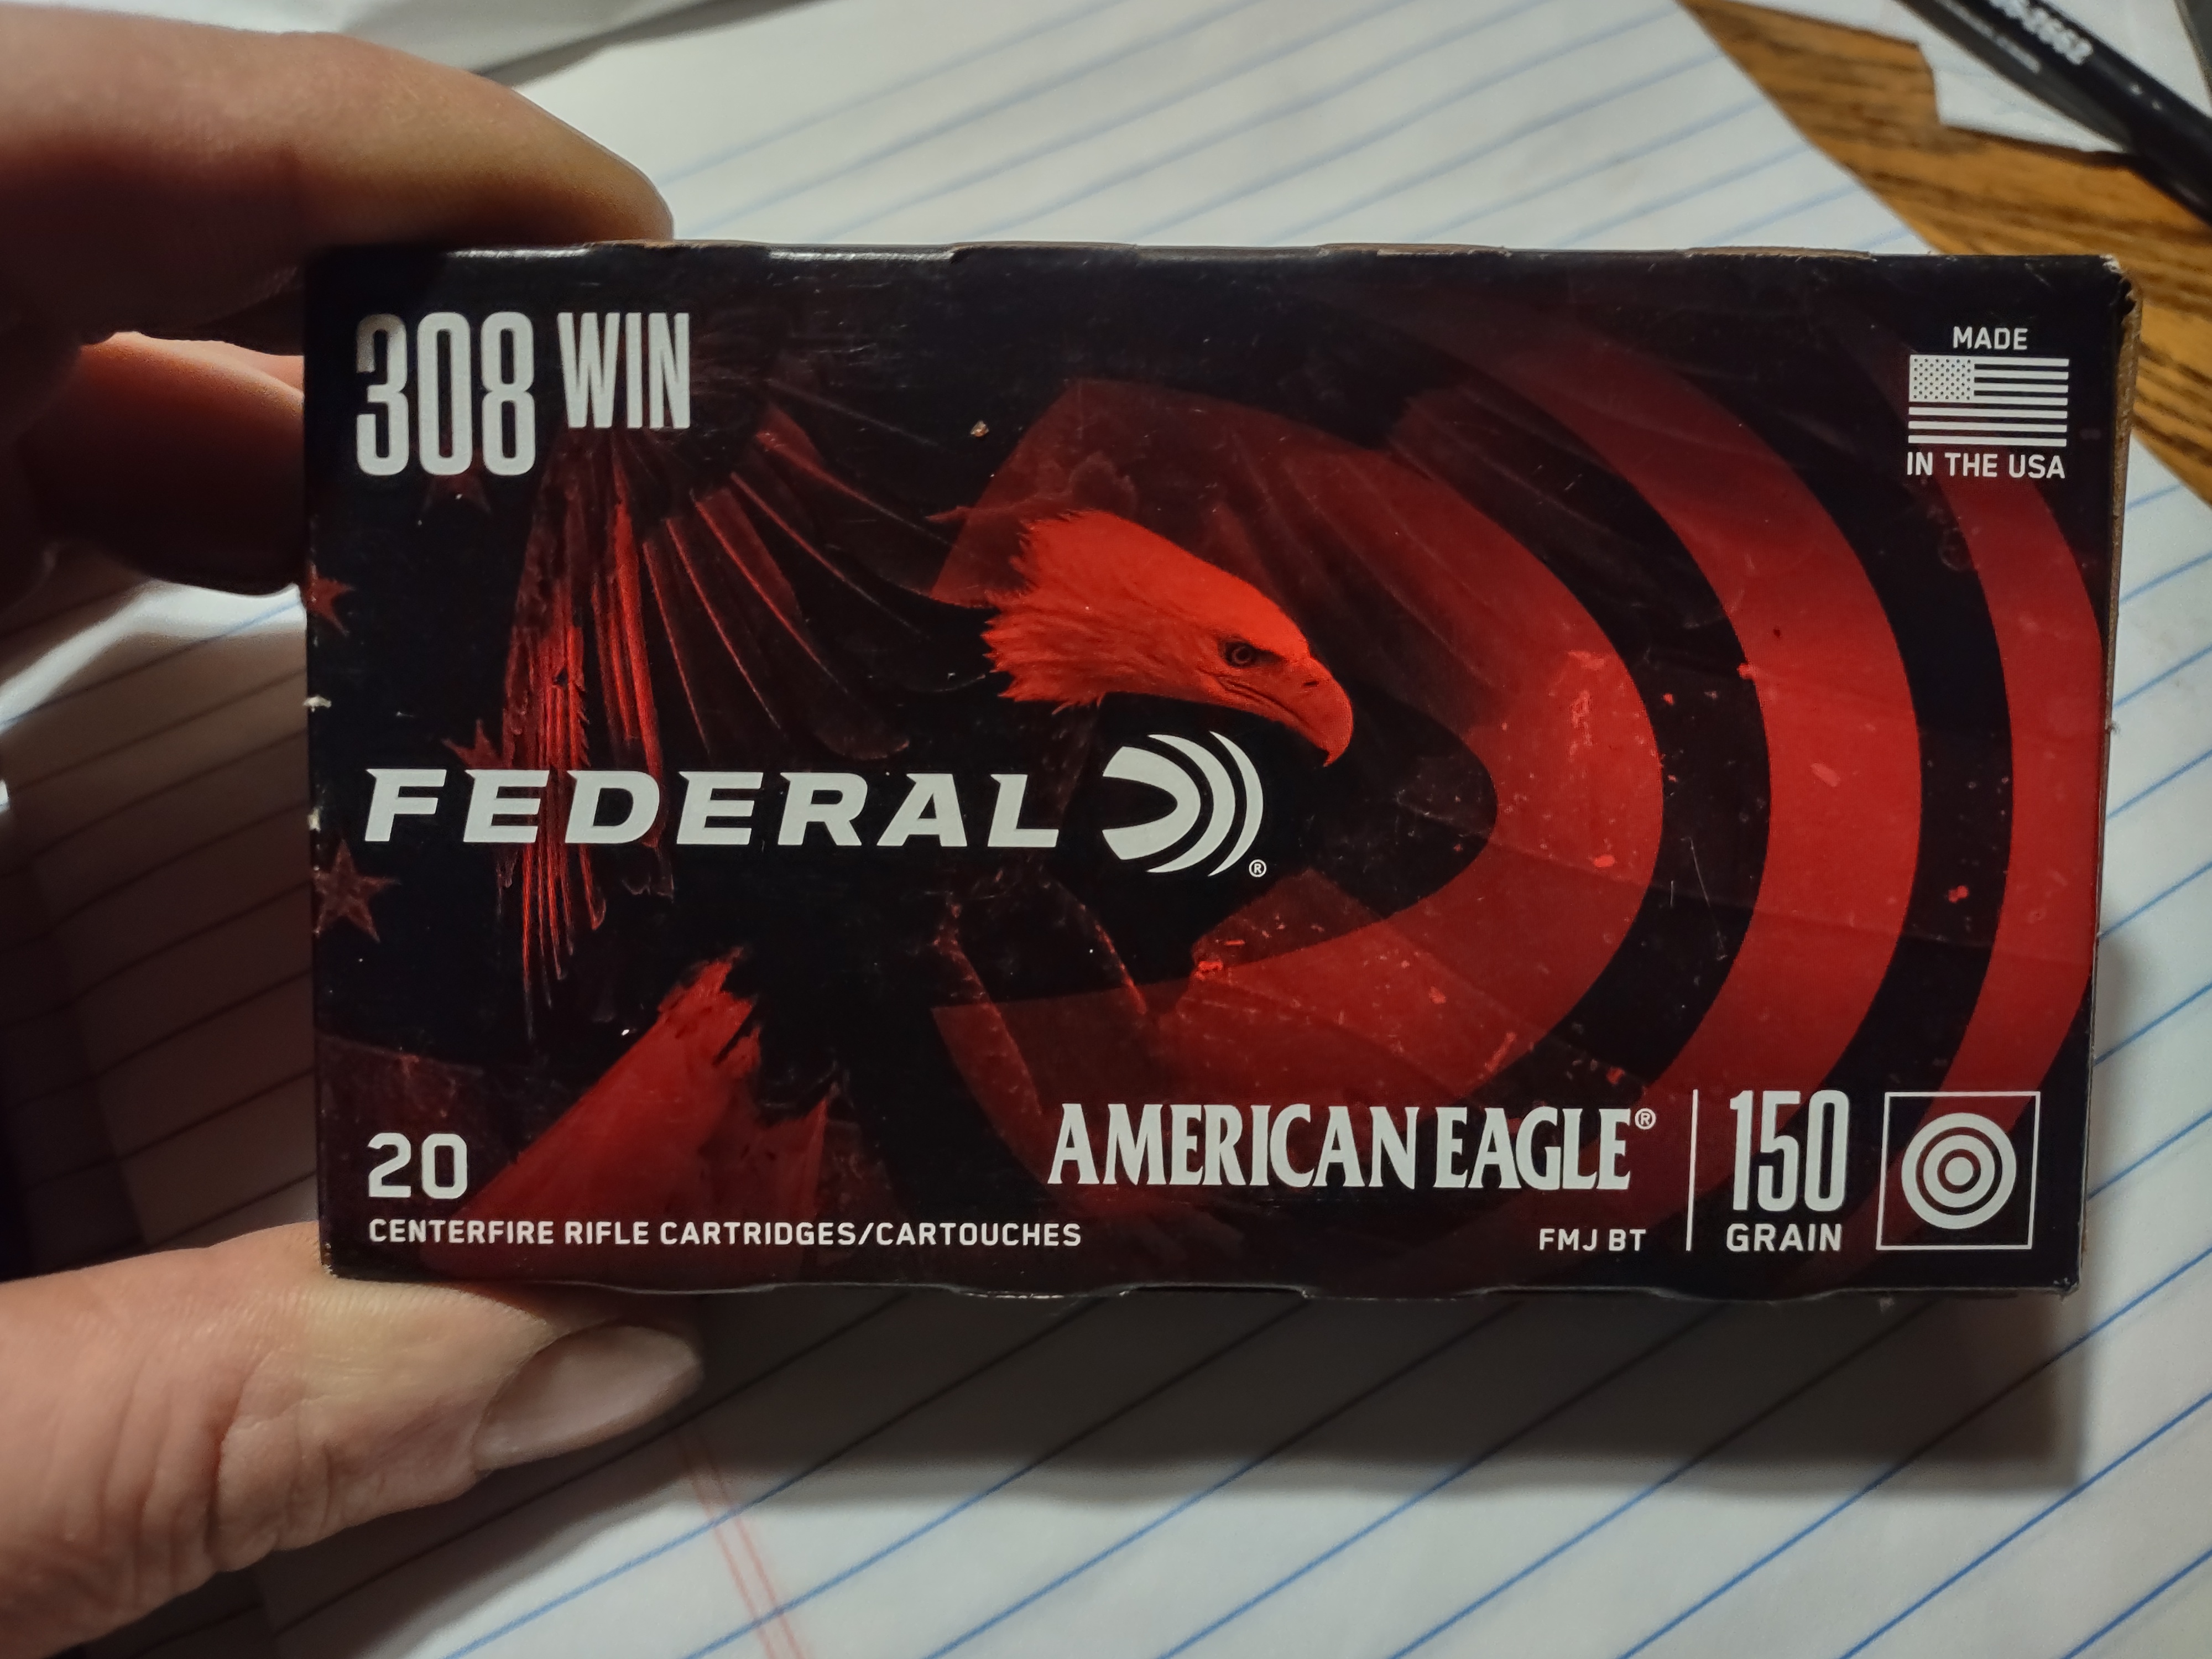 308 WIN
MADE
IN THE USA
FEDERAL
®
AMERICAN EAGLE®
150
GRAIN
FMJ BT
20
CENTERFIRE RIFLE CARTRIDGES/CARTOUCHES